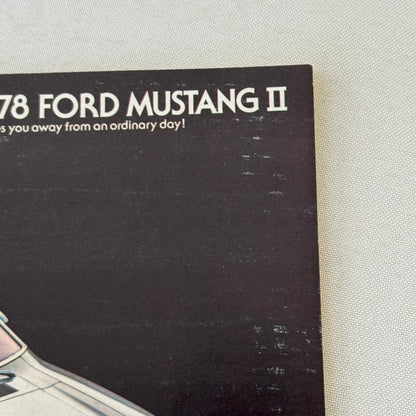 78 FORD MUSTANG II
you away from an ordinary day!